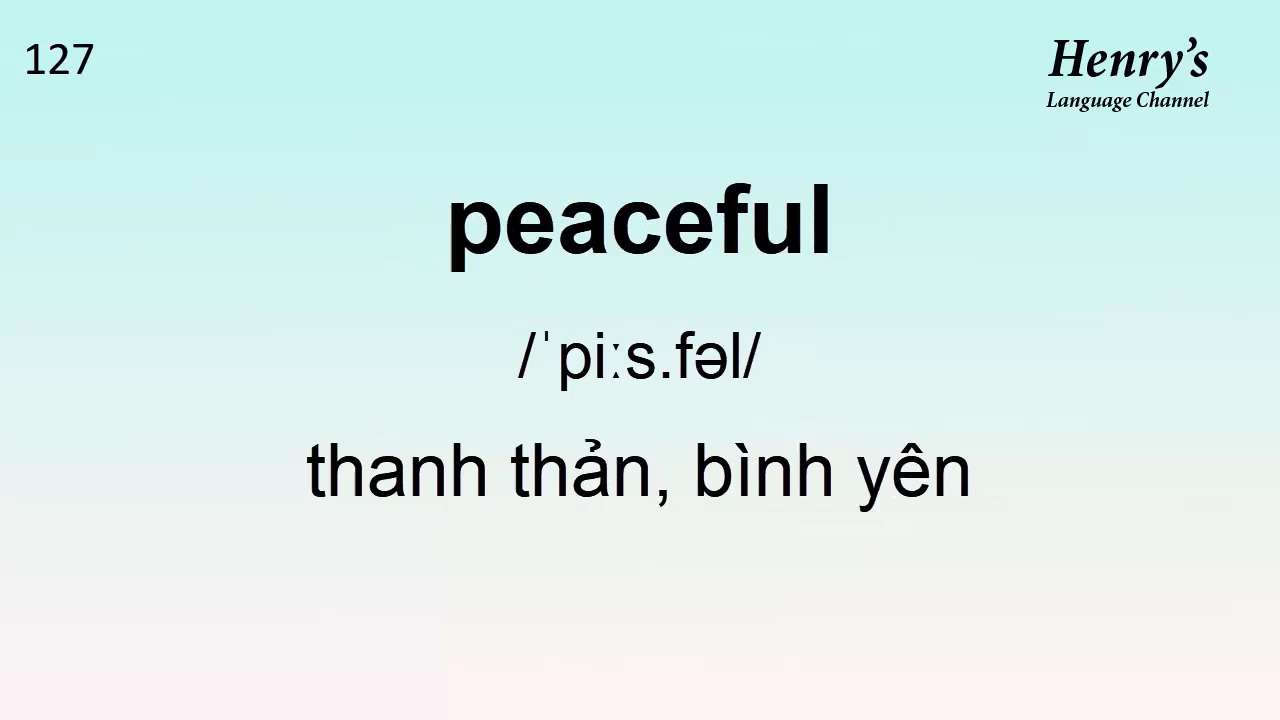 127
Henry's
Language Channel
peaceful
/ˈpiːs.fəl/
thanh thản, bình yên